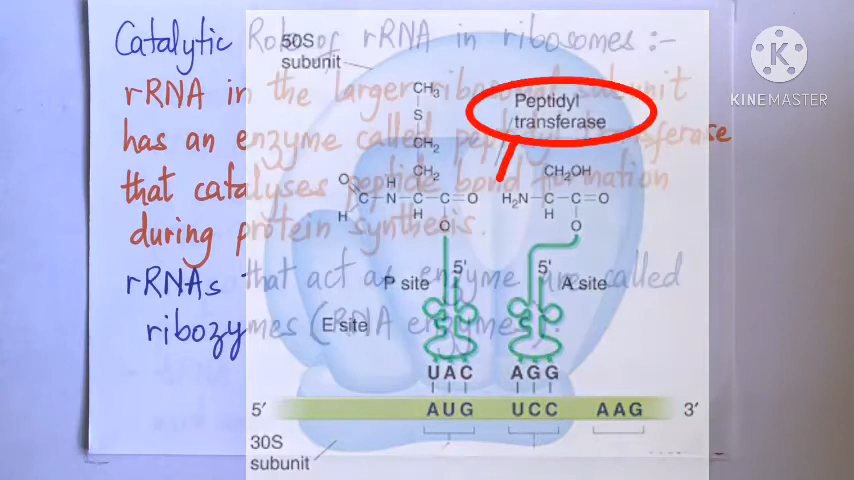 Catalytic Role of rRNA in ribosomes :-
rRNA in the larger ribosomal subunit
has an enzyme called peptidyl transferase
that catalyses peptide bond formation
during protein synthesis.
rRNAs that act as enzyme are called
ribozymes (RNA enzymes).
K
KINEMASTER
50S
subunit
Peptidyl
transferase
CH3
S
CH2
CH2
CH2OH
O
H
C - N - C - C = O
H2N - C - C = O
H
H
H
O
O
5' 5'
P site A site
E site
UAC AGG
5' AUG UCC AAG 3'
30S
subunit